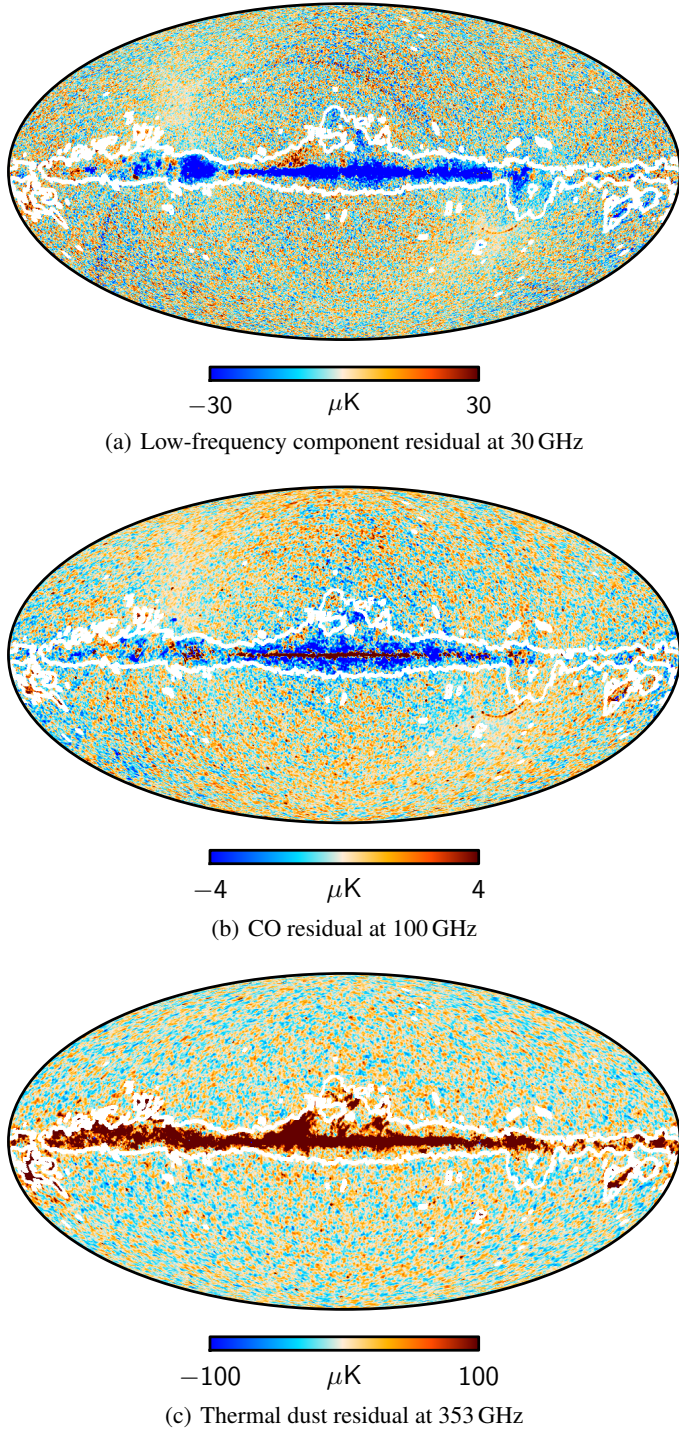 −30 μK 30
(a) Low-frequency component residual at 30 GHz
−4 μK 4
(b) CO residual at 100 GHz
−100 μK 100
(c) Thermal dust residual at 353 GHz